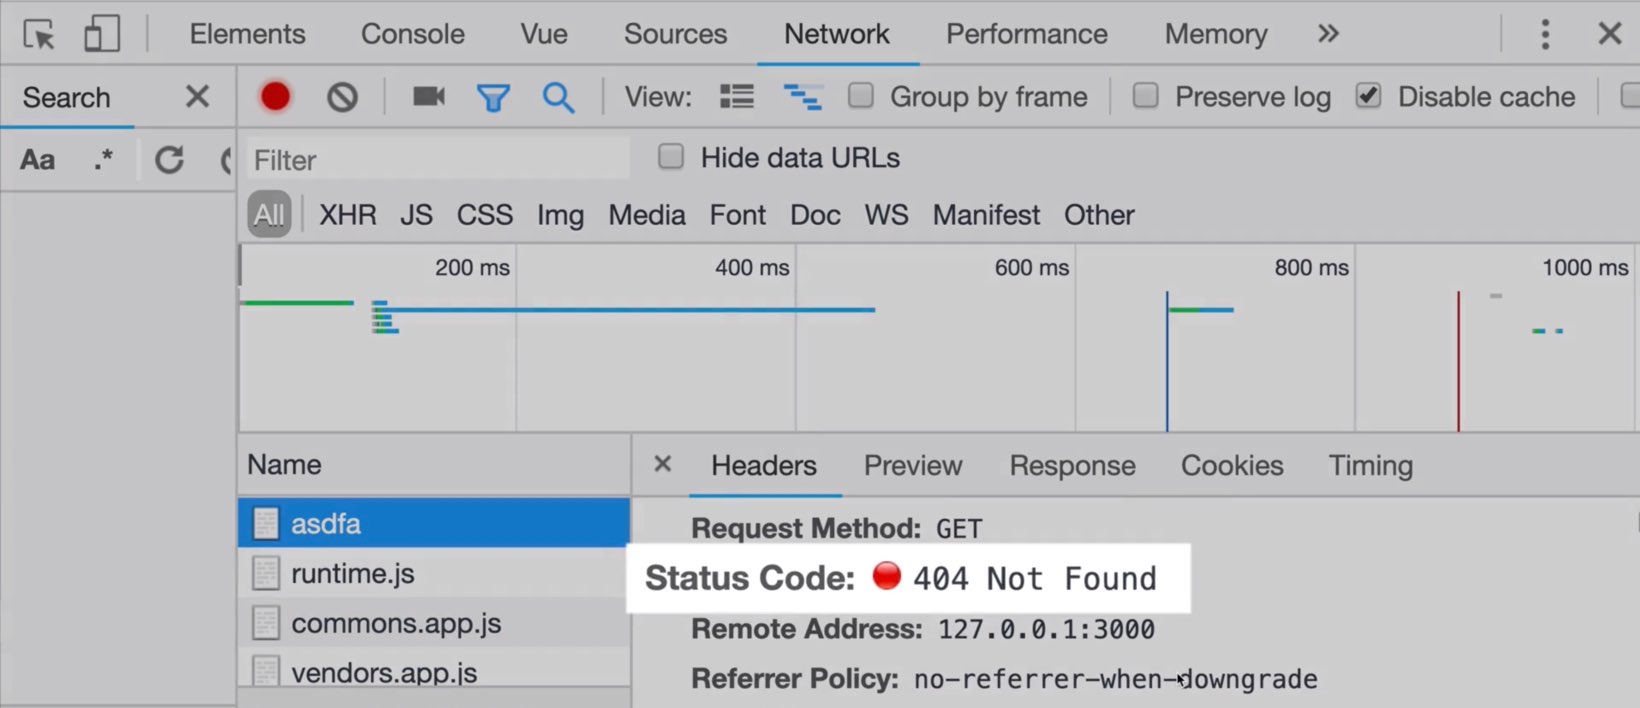 Elements Console Vue Sources Network Performance Memory »
Search
View: Group by frame Preserve log Disable cache
Aa .*
Filter Hide data URLs
All XHR JS CSS Img Media Font Doc WS Manifest Other
200 ms 400 ms 600 ms 800 ms 1000 ms
Name
Headers Preview Response Cookies Timing
asdfa
runtime.js
commons.app.js
vendors.app.js
Request Method: GET
Status Code: 404 Not Found
Remote Address: 127.0.0.1:3000
Referrer Policy: no-referrer-when-downgrade